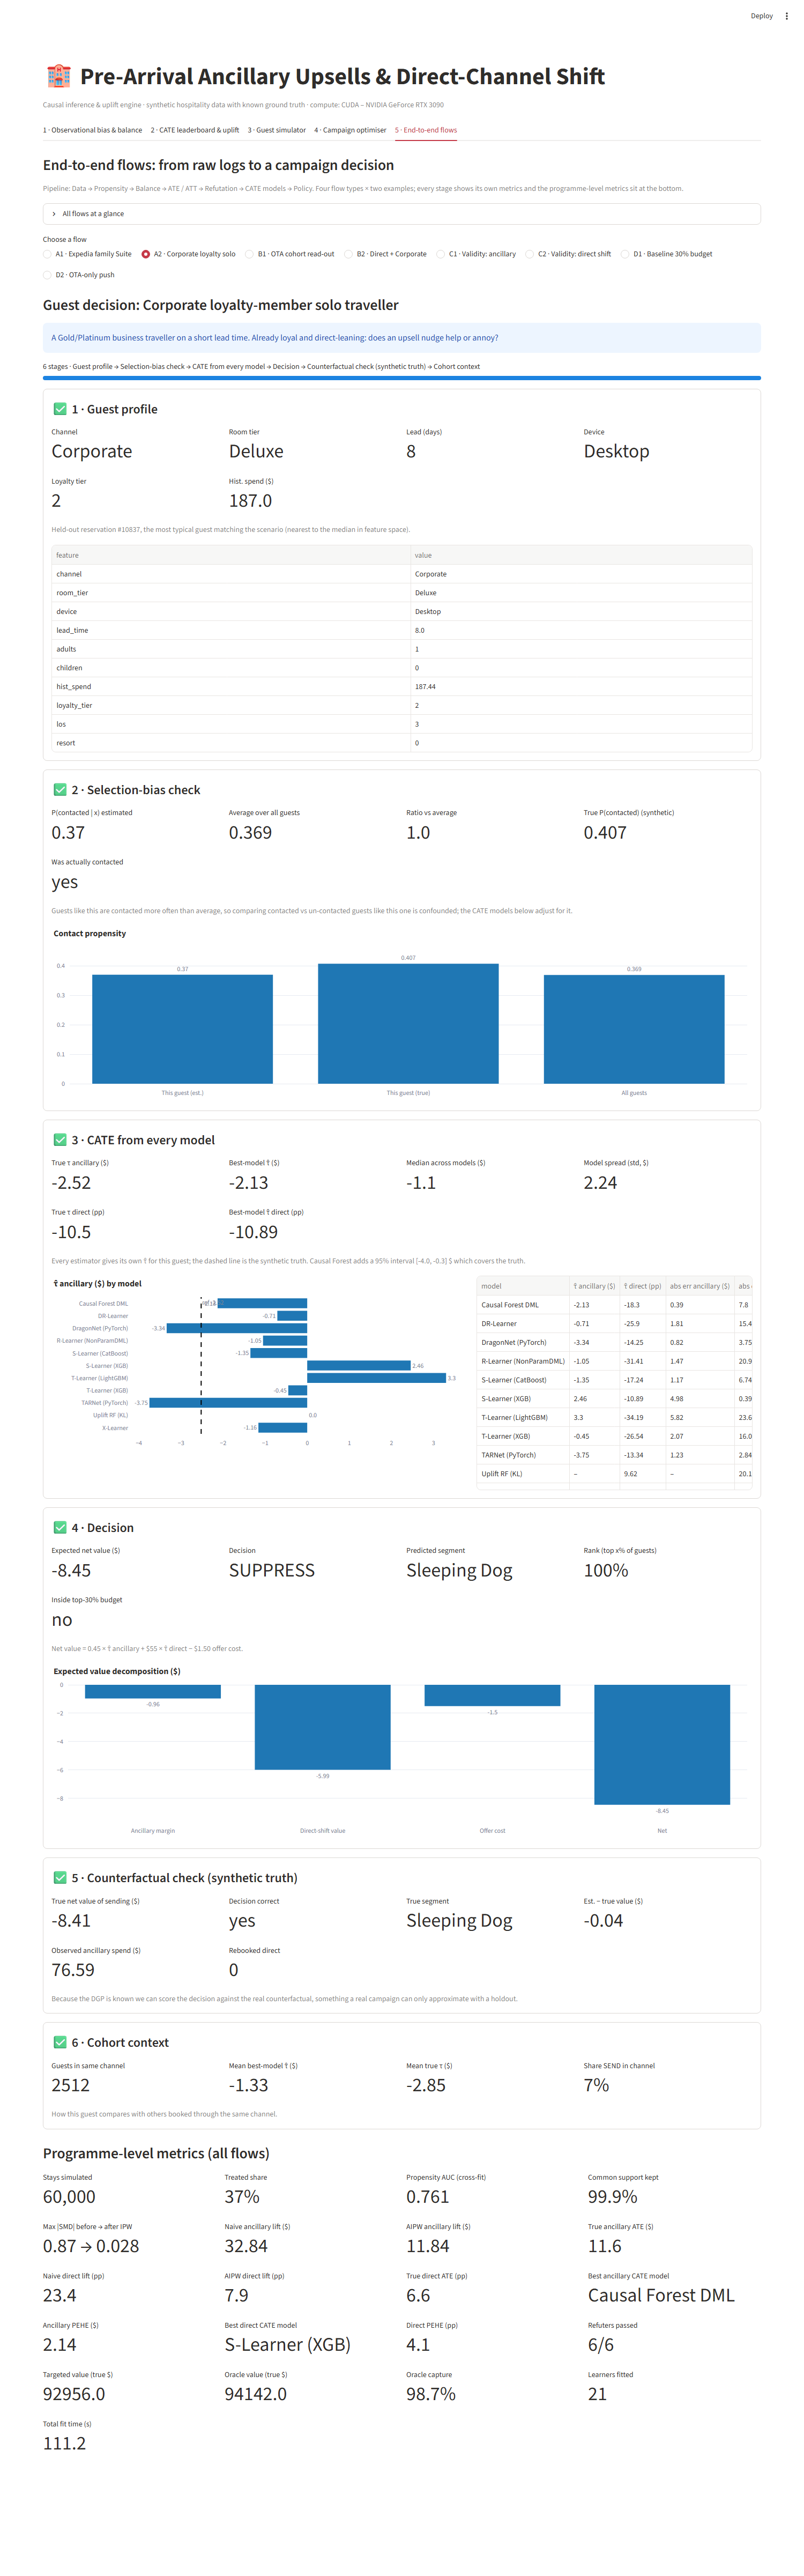 Deploy
🏥 Pre-Arrival Ancillary Upsells & Direct-Channel Shift
Causal inference & uplift engine · synthetic hospitality data with known ground truth · compute: CUDA – NVIDIA GeForce RTX 3090
1 · Observational bias & balance 2 · CATE leaderboard & uplift 3 · Guest simulator 4 · Campaign optimiser 5 · End-to-end flows
End-to-end flows: from raw logs to a campaign decision
Pipeline: Data → Propensity → Balance → ATE / ATT → Refutation → CATE models → Policy. Four flow types × two examples; every stage shows its own metrics and the programme-level metrics sit at the bottom.
All flows at a glance
Choose a flow
A1 · Expedia family Suite A2 · Corporate loyalty solo B1 · OTA cohort read-out B2 · Direct + Corporate C1 · Validity: ancillary C2 · Validity: direct shift D1 · Baseline 30% budget
D2 · OTA-only push
Guest decision: Corporate loyalty-member solo traveller
A Gold/Platinum business traveller on a short lead time. Already loyal and direct-leaning: does an upsell nudge help or annoy?
6 stages · Guest profile → Selection-bias check → CATE from every model → Decision → Counterfactual check (synthetic truth) → Cohort context
✅ 1 · Guest profile
Channel Room tier Lead (days) Device
Corporate Deluxe 8 Desktop
Loyalty tier Hist. spend ($)
2 187.0
Held-out reservation #10837, the most typical guest matching the scenario (nearest to the median in feature space).
feature value
channel Corporate
room_tier Deluxe
device Desktop
lead_time 8.0
adults 1
children 0
hist_spend 187.44
loyalty_tier 2
los 3
resort 0
✅ 2 · Selection-bias check
P(contacted | x) estimated Average over all guests Ratio vs average True P(contacted) (synthetic)
0.37 0.369 1.0 0.407
Was actually contacted
yes
Guests like this are contacted more often than average, so comparing contacted vs un-contacted guests like this one is confounded; the CATE models below adjust for it.
Contact propensity
0.37 0.407 0.369
0.4
0.3
0.2
0.1
0
This guest (est.) This guest (true) All guests
✅ 3 · CATE from every model
True τ ancillary ($) Best-model τ̂ ($) Median across models ($) Model spread (std, $)
-2.52 -2.13 -1.1 2.24
True τ direct (pp) Best-model τ̂ direct (pp)
-10.5 -10.89
Every estimator gives its own τ̂ for this guest; the dashed line is the synthetic truth. Causal Forest adds a 95% interval [-4.0, -0.3] $ which covers the truth.
τ̂ ancillary ($) by model
Causal Forest DML
DR-Learner -0.71
DragonNet (PyTorch) -3.34
R-Learner (NonParamDML) -1.05
S-Learner (CatBoost) -1.35
S-Learner (XGB) 2.46
T-Learner (LightGBM) 3.3
T-Learner (XGB) -0.45
TARNet (PyTorch) -3.75
Uplift RF (KL) 0.0
X-Learner -1.16
−4 −3 −2 −1 0 1 2 3
model τ̂ ancillary ($) τ̂ direct (pp) abs err ancillary ($) abs
Causal Forest DML -2.13 -18.3 0.39 7.8
DR-Learner -0.71 -25.9 1.81 15.4
DragonNet (PyTorch) -3.34 -14.25 0.82 3.75
R-Learner (NonParamDML) -1.05 -31.41 1.47 20.9
S-Learner (CatBoost) -1.35 -17.24 1.17 6.74
S-Learner (XGB) 2.46 -10.89 4.98 0.39
T-Learner (LightGBM) 3.3 -34.19 5.82 23.6
T-Learner (XGB) -0.45 -26.54 2.07 16.0
TARNet (PyTorch) -3.75 -13.34 1.23 2.84
Uplift RF (KL) – 9.62 – 20.1
✅ 4 · Decision
Expected net value ($) Decision Predicted segment Rank (top x% of guests)
-8.45 SUPPRESS Sleeping Dog 100%
Inside top-30% budget
no
Net value = 0.45 × τ̂ ancillary + $55 × τ̂ direct − $1.50 offer cost.
Expected value decomposition ($)
0
−2
−4
−6
−8
-0.96 -5.99 -1.5 -8.45
Ancillary margin Direct-shift value Offer cost Net
✅ 5 · Counterfactual check (synthetic truth)
True net value of sending ($) Decision correct True segment Est. − true value ($)
-8.41 yes Sleeping Dog -0.04
Observed ancillary spend ($) Rebooked direct
76.59 0
Because the DGP is known we can score the decision against the real counterfactual, something a real campaign can only approximate with a holdout.
✅ 6 · Cohort context
Guests in same channel Mean best-model τ̂ ($) Mean true τ ($) Share SEND in channel
2512 -1.33 -2.85 7%
How this guest compares with others booked through the same channel.
Programme-level metrics (all flows)
Stays simulated Treated share Propensity AUC (cross-fit) Common support kept
60,000 37% 0.761 99.9%
Max |SMD| before → after IPW Naive ancillary lift ($) AIPW ancillary lift ($) True ancillary ATE ($)
0.87 → 0.028 32.84 11.84 11.6
Naive direct lift (pp) AIPW direct lift (pp) True direct ATE (pp) Best ancillary CATE model
23.4 7.9 6.6 Causal Forest DML
Ancillary PEHE ($) Best direct CATE model Direct PEHE (pp) Refuters passed
2.14 S-Learner (XGB) 4.1 6/6
Targeted value (true $) Oracle value (true $) Oracle capture Learners fitted
92956.0 94142.0 98.7% 21
Total fit time (s)
111.2